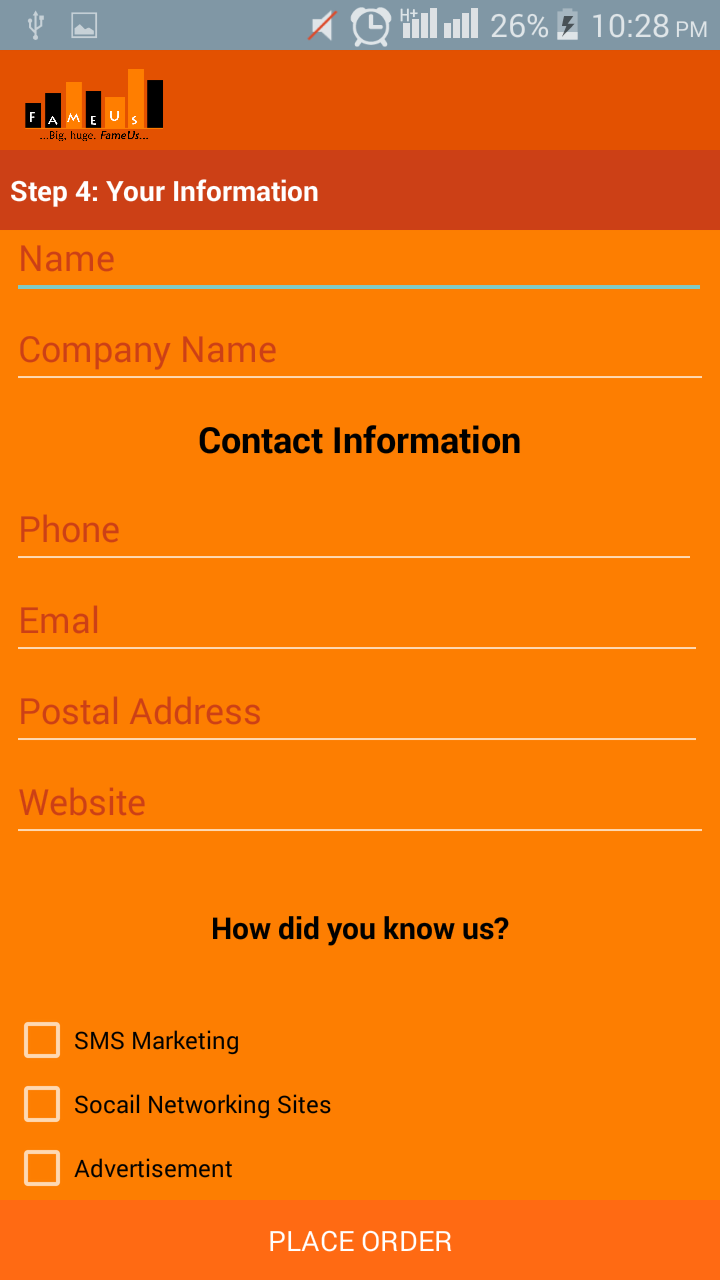 H+ 26% 10:28 PM
FAMEUS
...Big, huge. FameUs...
Step 4: Your Information
Name
Company Name
Contact Information
Phone
Emal
Postal Address
Website
How did you know us?
SMS Marketing
Socail Networking Sites
Advertisement
PLACE ORDER